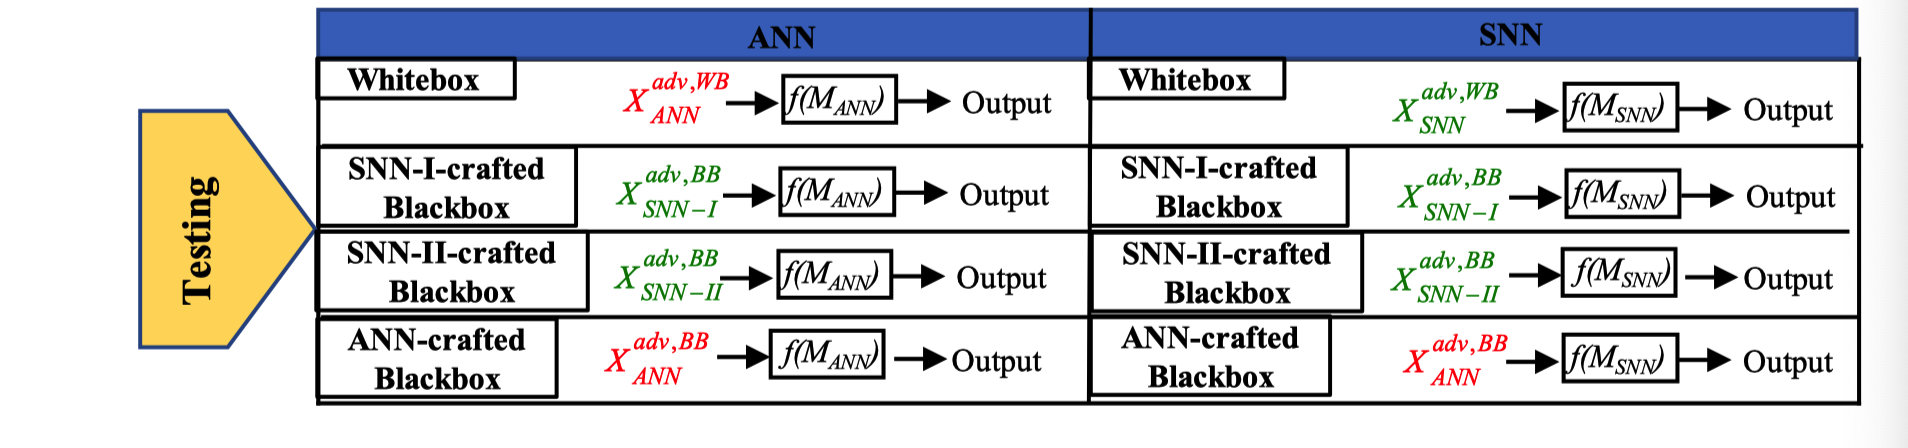 Testing
ANN
SNN
Whitebox
X_{ANN}^{adv,WB} f(M_{ANN}) Output
Whitebox
X_{SNN}^{adv,WB} f(M_{SNN}) Output
SNN-I-crafted
Blackbox
X_{SNN-I}^{adv,BB} f(M_{ANN}) Output
SNN-I-crafted
Blackbox
X_{SNN-I}^{adv,BB} f(M_{SNN}) Output
SNN-II-crafted
Blackbox
X_{SNN-II}^{adv,BB} f(M_{ANN}) Output
SNN-II-crafted
Blackbox
X_{SNN-II}^{adv,BB} f(M_{SNN}) Output
ANN-crafted
Blackbox
X_{ANN}^{adv,BB} f(M_{ANN}) Output
ANN-crafted
Blackbox
X_{ANN}^{adv,BB} f(M_{SNN}) Output